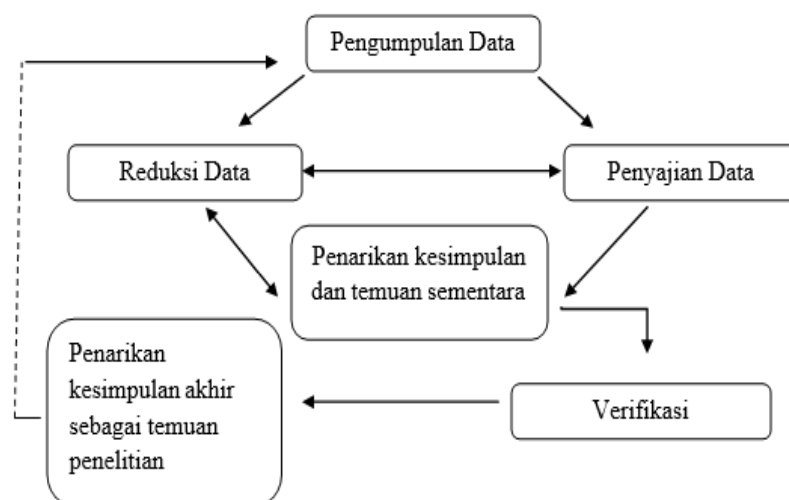 Pengumpulan Data
Reduksi Data
Penyajian Data
Penarikan kesimpulan
dan temuan sementara
Penarikan
kesimpulan akhir
sebagai temuan
penelitian
Verifikasi